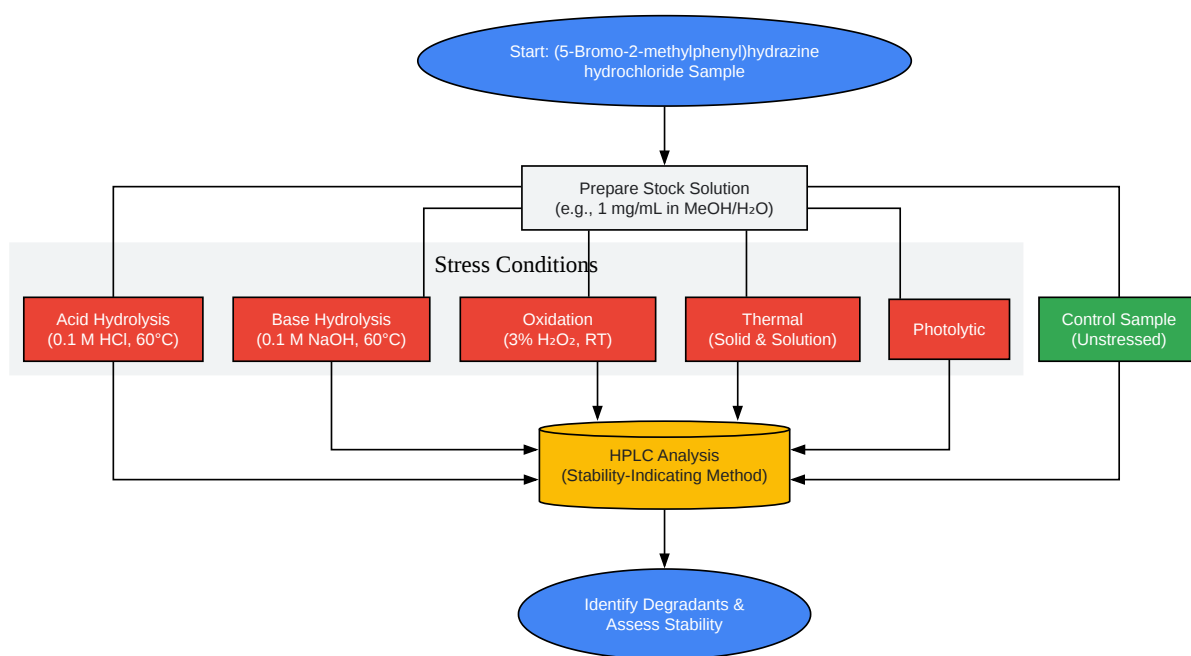 Start: (5-Bromo-2-methylphenyl)hydrazine
hydrochloride Sample
Prepare Stock Solution
(e.g., 1 mg/mL in MeOH/H₂O)
Stress Conditions
Acid Hydrolysis
(0.1 M HCl, 60°C)
Base Hydrolysis
(0.1 M NaOH, 60°C)
Oxidation
(3% H₂O₂, RT)
Thermal
(Solid & Solution)
Photolytic
Control Sample
(Unstressed)
HPLC Analysis
(Stability-Indicating Method)
Identify Degradants &
Assess Stability